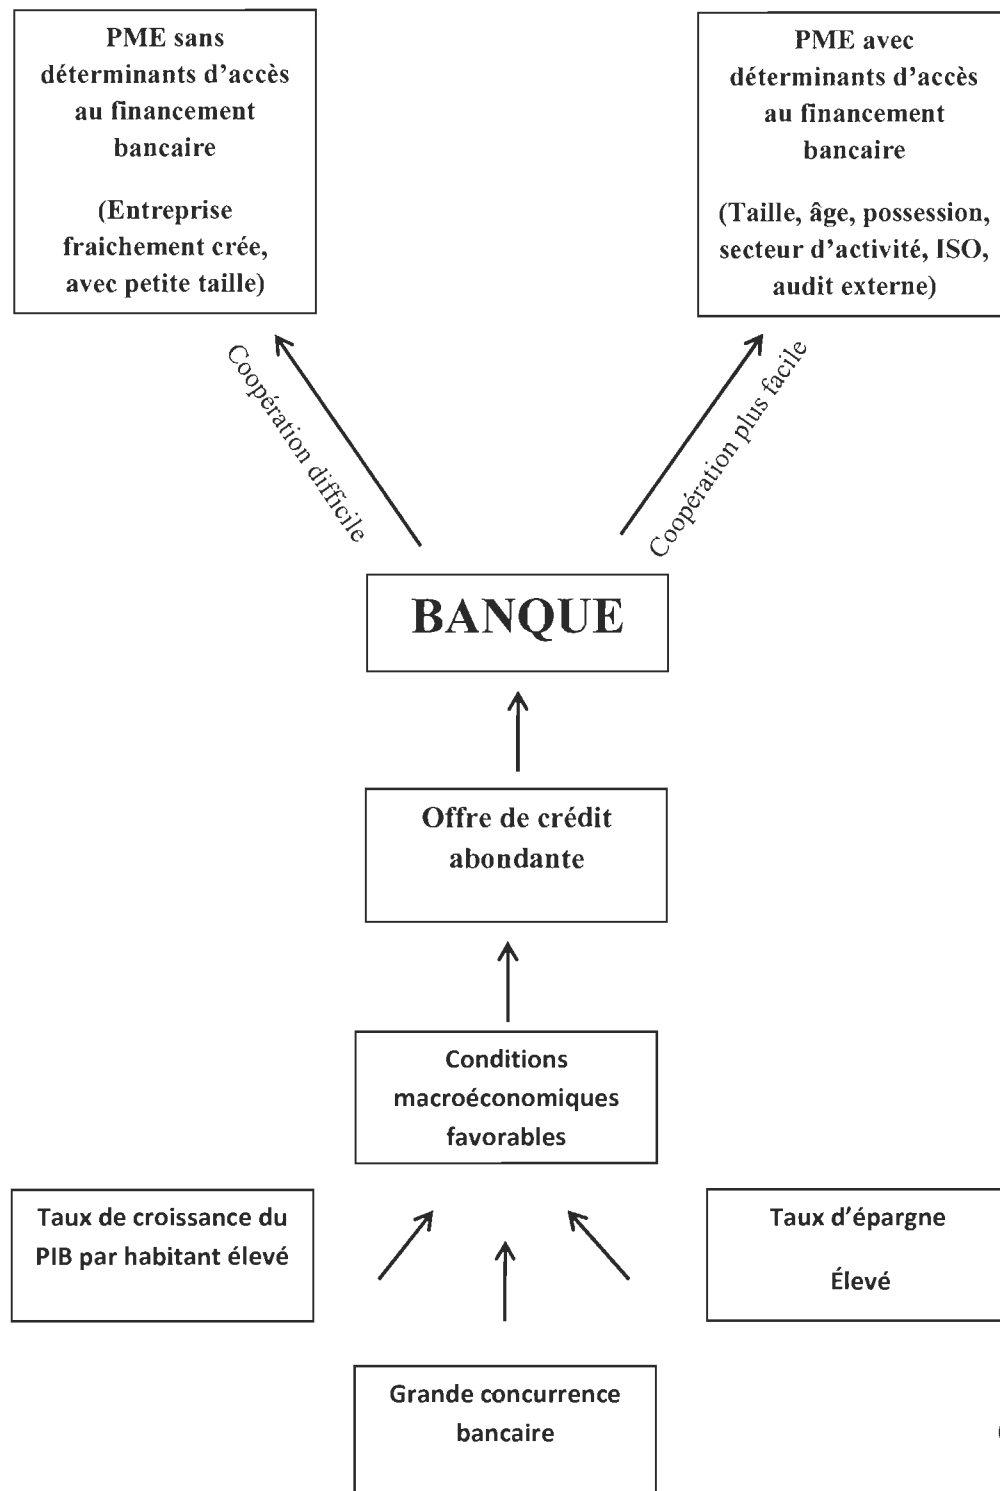 PME sans
déterminants d'accès
au financement
bancaire
(Entreprise
fraichement crée,
avec petite taille)
PME avec
déterminants d'accès
au financement
bancaire
(Taille, âge, possession,
secteur d'activité, ISO,
audit externe)
Coopération difficile
Coopération plus facile
BANQUE
Offre de crédit
abondante
Conditions
macroéconomiques
favorables
Taux de croissance du
PIB par habitant élevé
Taux d'épargne
Élevé
Grande concurrence
bancaire